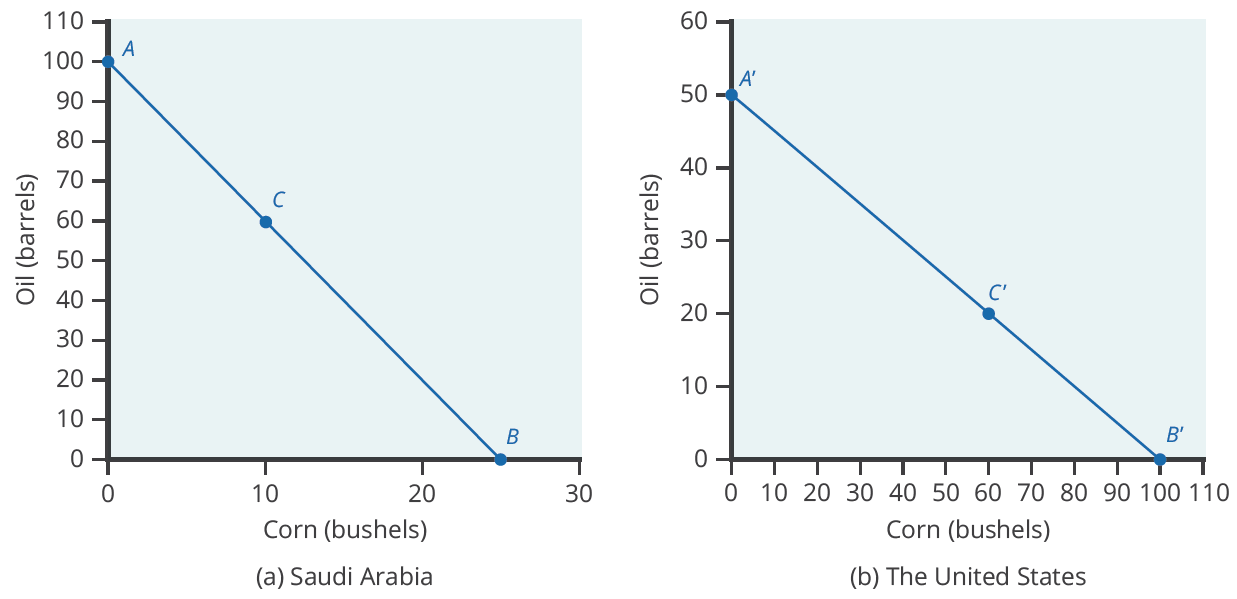 110
100
90
80
70
60
50
40
30
20
10
0
Oil (barrels)
A
C
B
0 10 20 30
Corn (bushels)
(a) Saudi Arabia
60
50
40
30
20
10
0
Oil (barrels)
A′
C′
B′
0 10 20 30 40 50 60 70 80 90 100 110
Corn (bushels)
(b) The United States